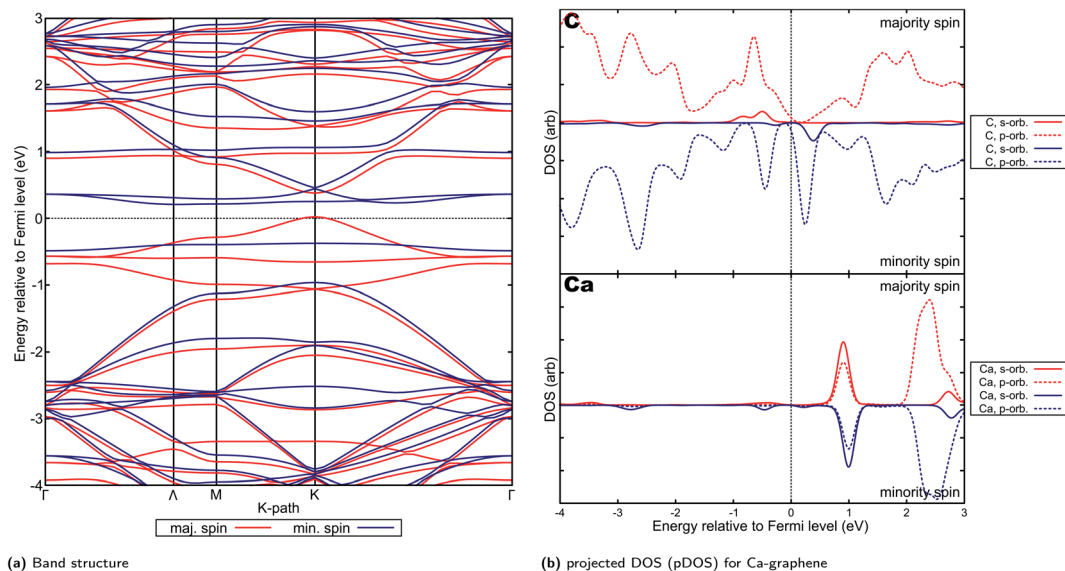 3
2
1
0
-1
-2
-3
-4
Energy relative to Fermi level (eV)
Γ Λ M K Γ
K-path
maj. spin min. spin
(a) Band structure
C
majority spin
DOS (arb)
minority spin
C, s-orb.
C, p-orb.
C, s-orb.
C, p-orb.
Ca
majority spin
DOS (arb)
minority spin
Ca, s-orb.
Ca, p-orb.
Ca, s-orb.
Ca, p-orb.
-4 -3 -2 -1 0 1 2 3
Energy relative to Fermi level (eV)
(b) projected DOS (pDOS) for Ca-graphene